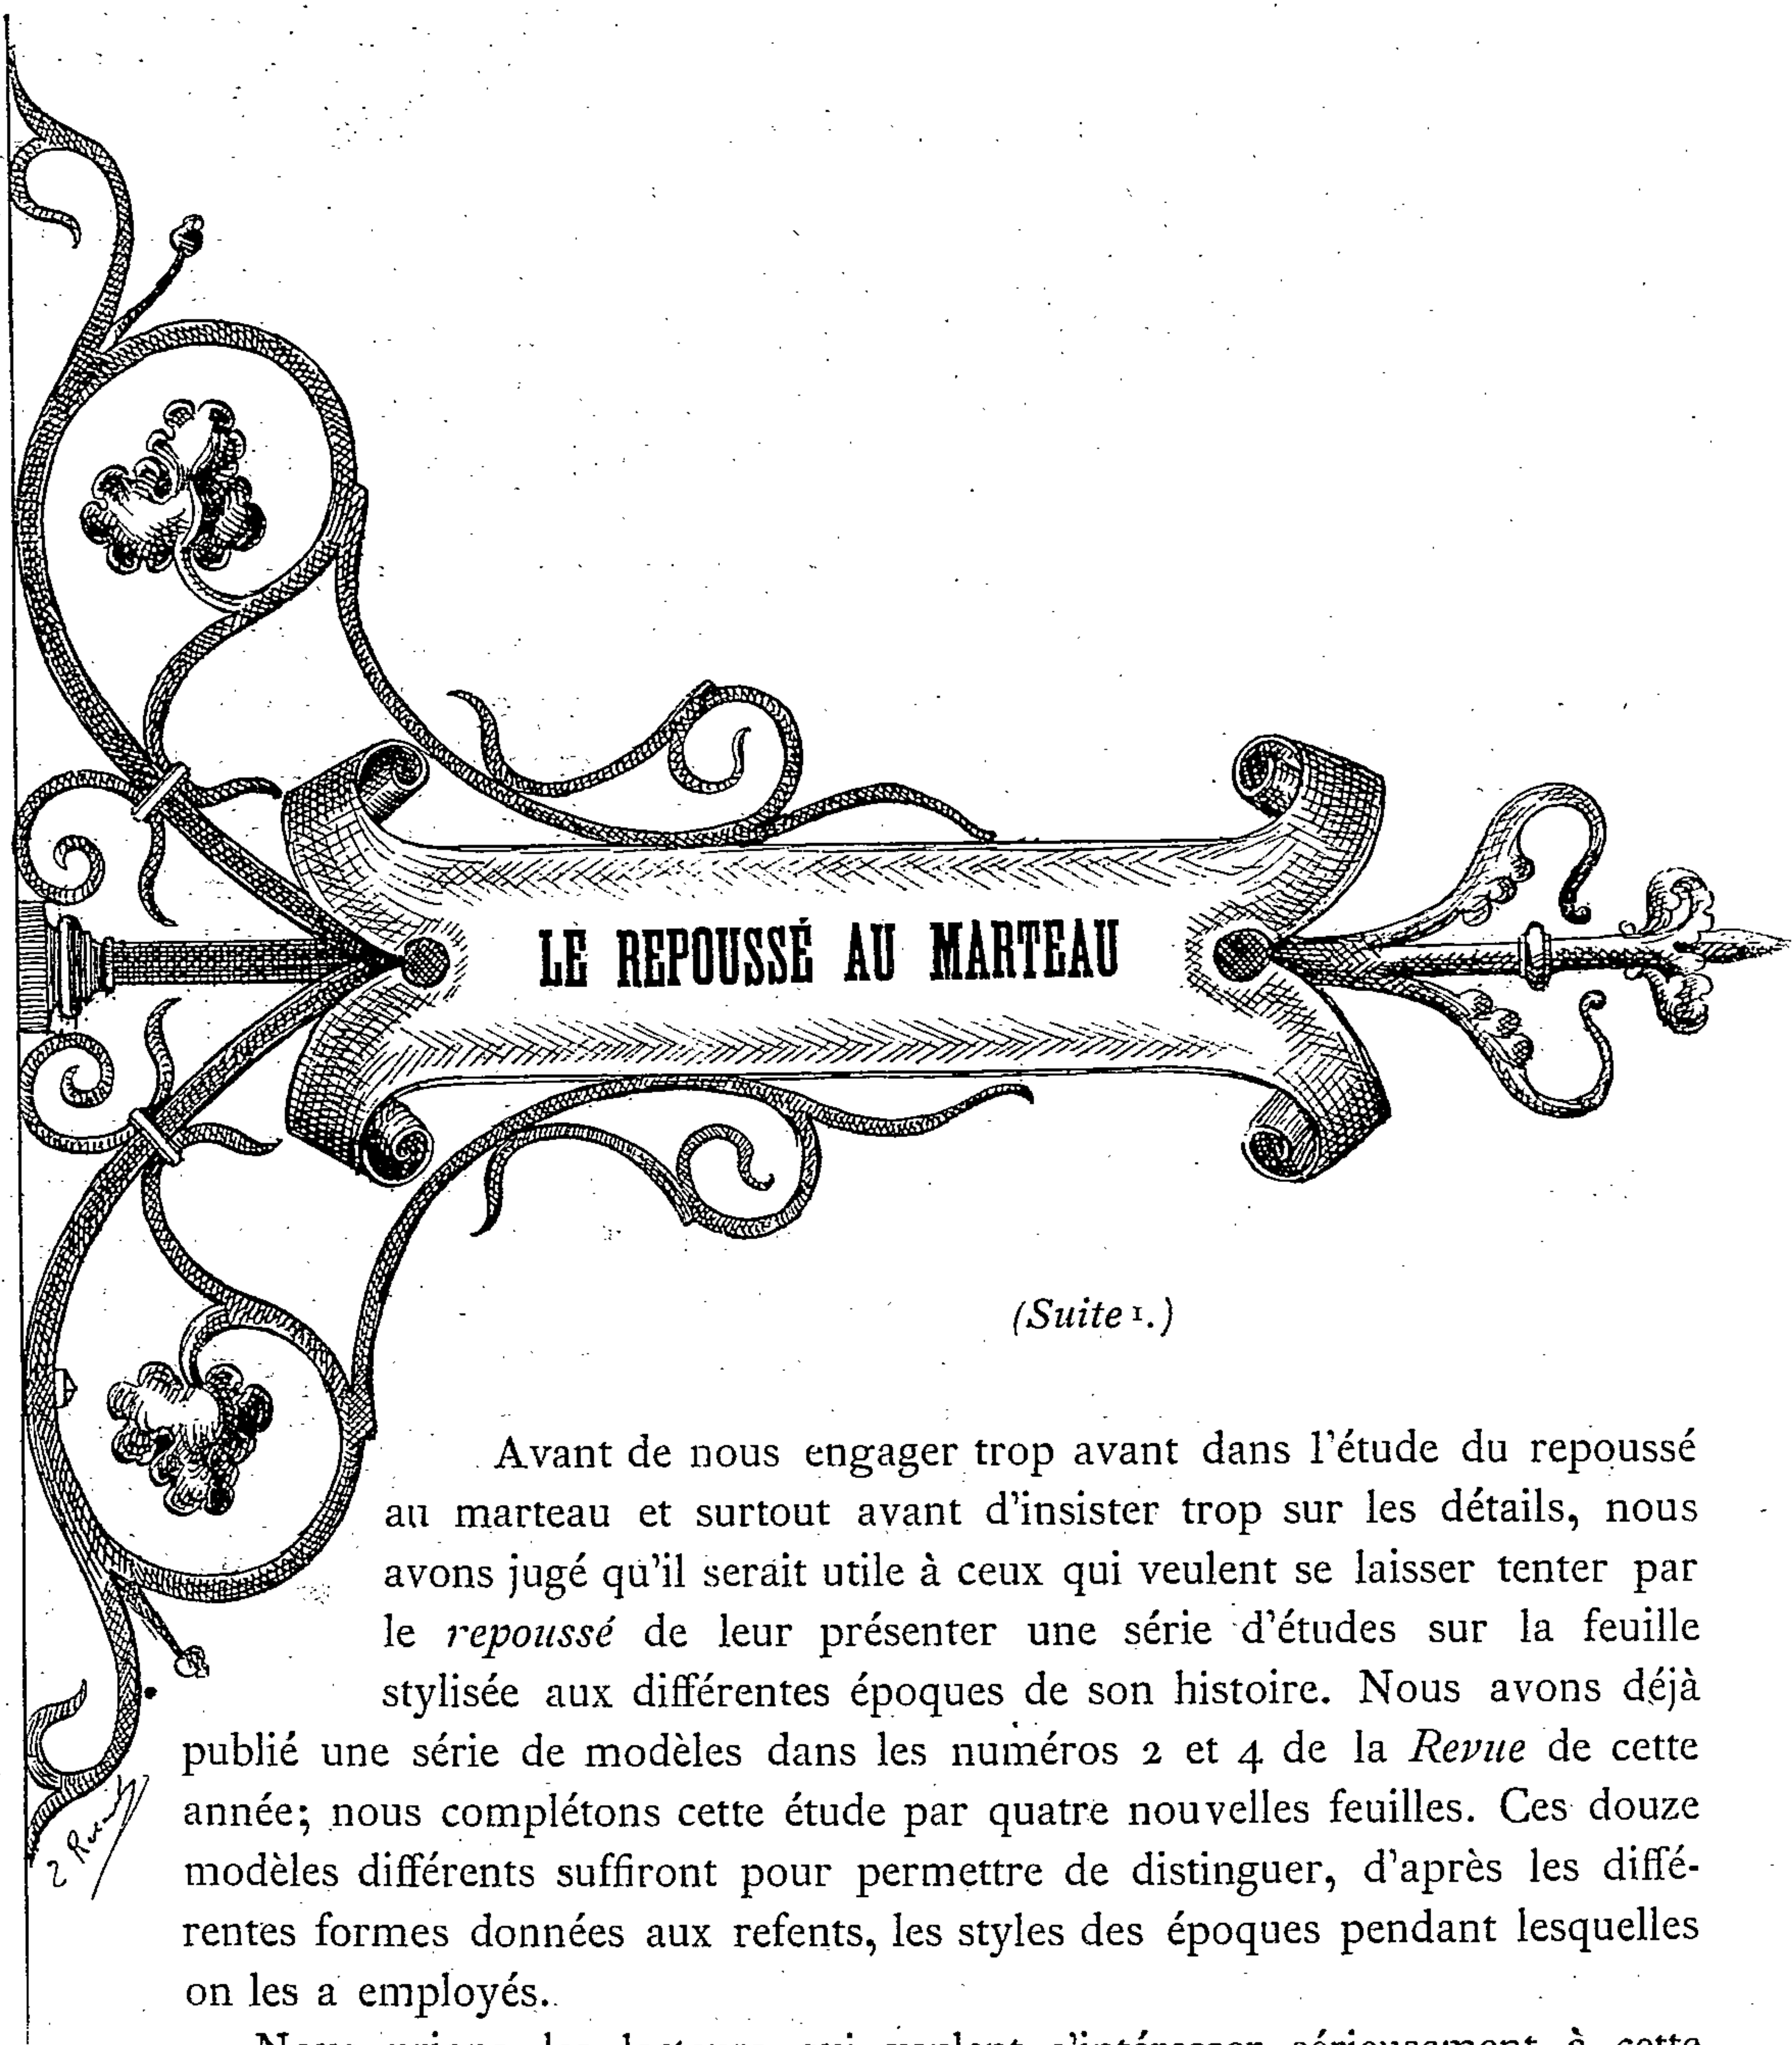 LE REPOUSSÉ AU MARTEAU
(Suite 1.)
Avant de nous engager trop avant dans l'étude du repoussé
au marteau et surtout avant d'insister trop sur les détails, nous
avons jugé qu'il serait utile à ceux qui veulent se laisser tenter par
le repoussé de leur présenter une série d'études sur la feuille
stylisée aux différentes époques de son histoire. Nous avons déjà
publié une série de modèles dans les numéros 2 et 4 de la Revue de cette
année; nous complétons cette étude par quatre nouvelles feuilles. Ces douze
modèles différents suffiront pour permettre de distinguer, d'après les diffé-
rentes formes données aux refents, les styles des époques pendant lesquelles
on les a employés.
qui veulent s'intéresser sérieusement à cette